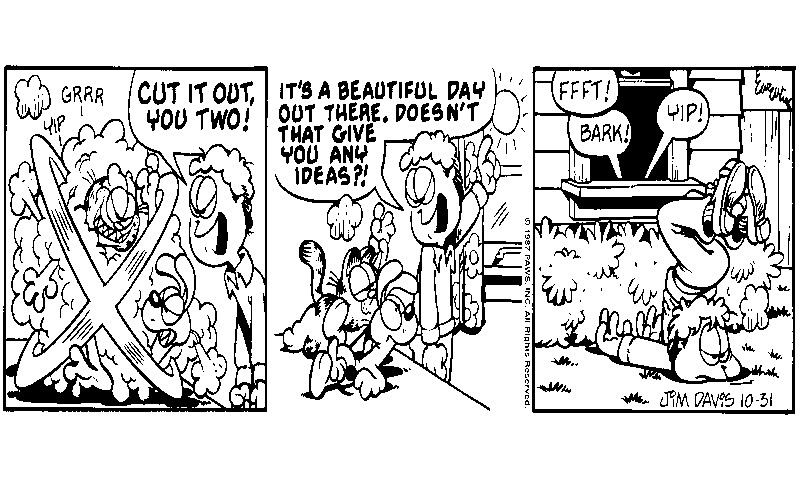 GRRR
YIP
CUT IT OUT,
YOU TWO!
IT'S A BEAUTIFUL DAY
OUT THERE. DOESN'T
THAT GIVE
YOU ANY
IDEAS?!
© 1987 PAWS, INC. All Rights Reserved.
FFFT!
BARK!
YIP!
JIM DAVIS 10-31